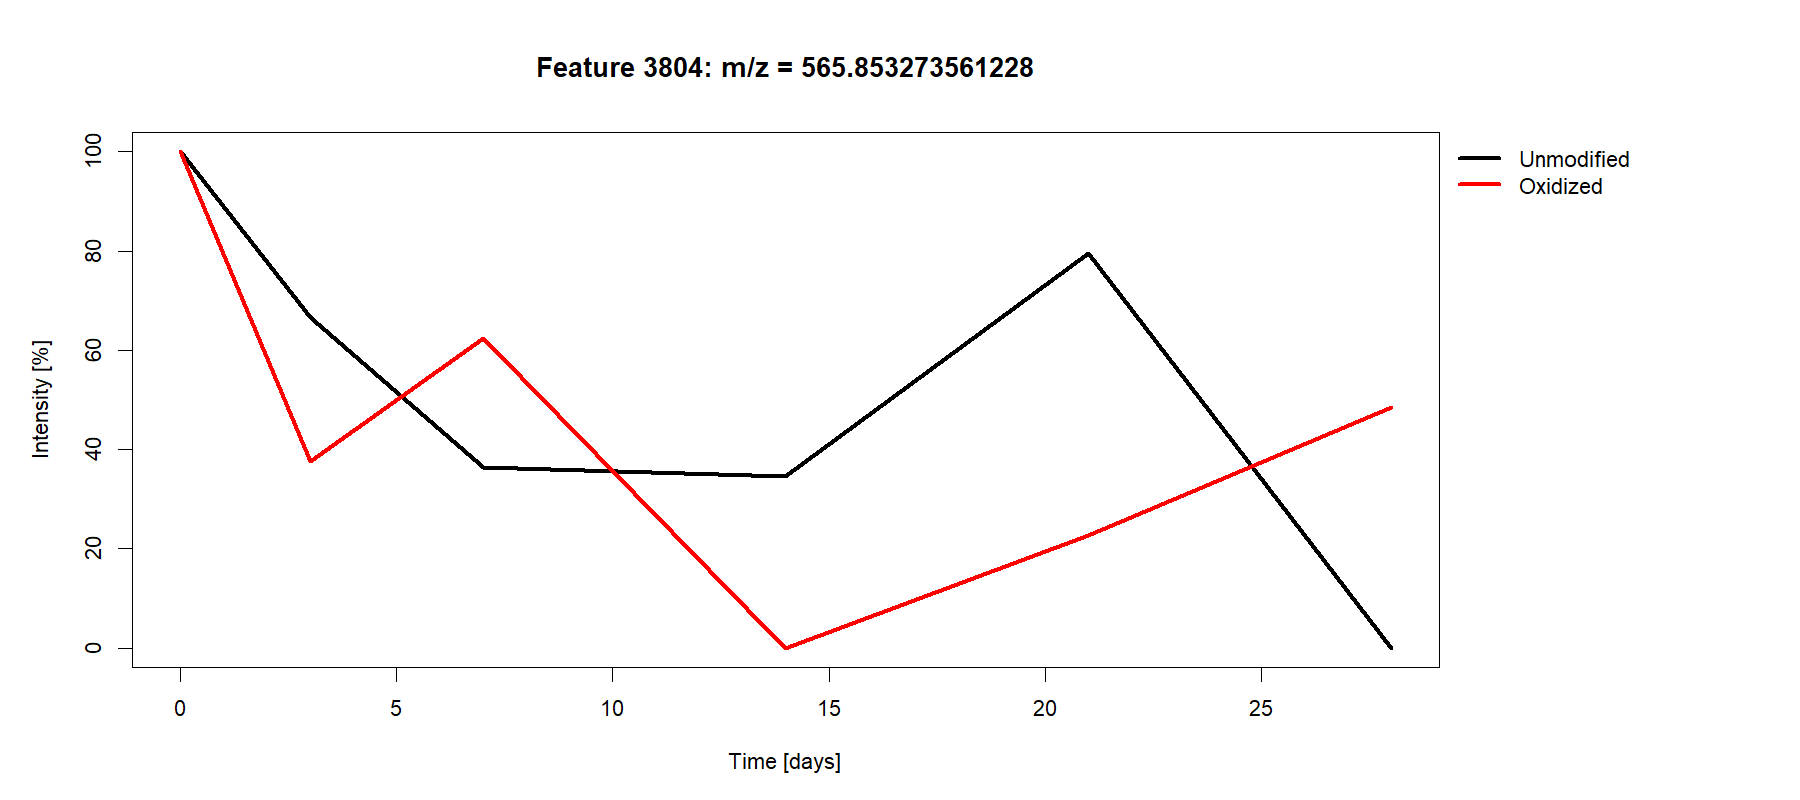 Feature 3804: m/z = 565.853273561228
Unmodified
Oxidized
Intensity [%]
100
80
60
40
20
0
0 5 10 15 20 25
Time [days]